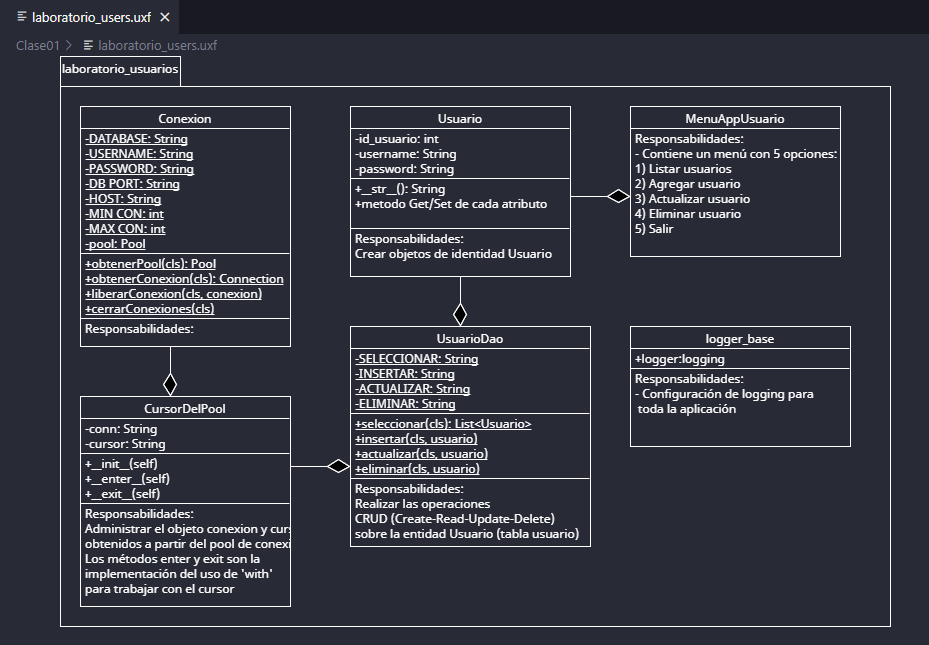 laboratorio_users.uxf
Clase01 > laboratorio_users.uxf
laboratorio_usuarios
Conexion
-DATABASE: String
-USERNAME: String
-PASSWORD: String
-DB PORT: String
-HOST: String
-MIN CON: int
-MAX CON: int
-pool: Pool
+obtenerPool(cls): Pool
+obtenerConexion(cls): Connection
+liberarConexion(cls, conexion)
+cerrarConexiones(cls)
Responsabilidades:
Usuario
-id_usuario: int
-username: String
-password: String
+__str__(): String
+metodo Get/Set de cada atributo
Responsabilidades:
Crear objetos de identidad Usuario
MenuAppUsuario
Responsabilidades:
- Contiene un menú con 5 opciones:
1) Listar usuarios
2) Agregar usuario
3) Actualizar usuario
4) Eliminar usuario
5) Salir
CursorDelPool
-conn: String
-cursor: String
+__init__(self)
+__enter__(self)
+__exit__(self)
Responsabilidades:
Administrar el objeto conexion y curs
obtenidos a partir del pool de conexi
Los métodos enter y exit son la
implementación del uso de 'with'
para trabajar con el cursor
UsuarioDao
-SELECCIONAR: String
-INSERTAR: String
-ACTUALIZAR: String
-ELIMINAR: String
+seleccionar(cls): List<Usuario>
+insertar(cls, usuario)
+actualizar(cls, usuario)
+eliminar(cls, usuario)
Responsabilidades:
Realizar las operaciones
CRUD (Create-Read-Update-Delete)
sobre la entidad Usuario (tabla usuario)
logger_base
+logger:logging
Responsabilidades:
- Configuración de logging para
toda la aplicación